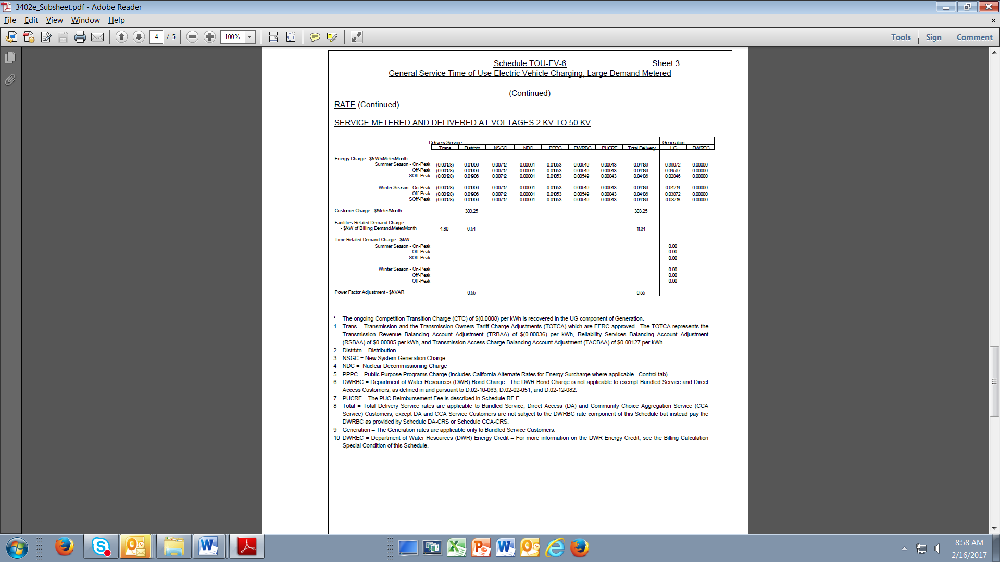 3402e_Subsheet.pdf - Adobe Reader
File Edit View Window Help
4 / 5 100% Tools Sign Comment
Schedule TOU-EV-6 Sheet 3
General Service Time-of-Use Electric Vehicle Charging, Large Demand Metered
(Continued)
RATE (Continued)
SERVICE METERED AND DELIVERED AT VOLTAGES 2 KV TO 50 KV
Delivery Service Generation
Trans Distrbtn NSGC NDC PPPC DWRBC PUCRF Total Delivery UG DWREC
Energy Charge - $/kWh/Meter/Month
Summer Season - On-Peak (0.00128) 0.01906 0.00712 0.00001 0.01053 0.00549 0.00043 0.04136 0.36072 0.00000
Off-Peak (0.00128) 0.01906 0.00712 0.00001 0.01053 0.00549 0.00043 0.04136 0.04597 0.00000
SOff-Peak (0.00128) 0.01906 0.00712 0.00001 0.01053 0.00549 0.00043 0.04136 0.02846 0.00000
Winter Season - On-Peak (0.00128) 0.01906 0.00712 0.00001 0.01053 0.00549 0.00043 0.04136 0.04214 0.00000
Off-Peak (0.00128) 0.01906 0.00712 0.00001 0.01053 0.00549 0.00043 0.04136 0.03872 0.00000
SOff-Peak (0.00128) 0.01906 0.00712 0.00001 0.01053 0.00549 0.00043 0.04136 0.03218 0.00000
Customer Charge - $/Meter/Month 303.25 303.25
Facilities-Related Demand Charge
- $/kW of Billing Demand/Meter/Month 4.80 6.54 11.34
Time Related Demand Charge - $/kW
Summer Season - On-Peak 0.00
Off-Peak 0.00
SOff-Peak 0.00
Winter Season - On-Peak 0.00
Off-Peak 0.00
Off-Peak 0.00
Power Factor Adjustment - $/kVAR 0.55 0.55
* The ongoing Competition Transition Charge (CTC) of $(0.0008) per kWh is recovered in the UG component of Generation.
1 Trans = Transmission and the Transmission Owners Tariff Charge Adjustments (TOTCA) which are FERC approved. The TOTCA represents the
Transmission Revenue Balancing Account Adjustment (TRBAA) of $(0.00036) per kWh, Reliability Services Balancing Account Adjustment
(RSBAA) of $0.00005 per kWh, and Transmission Access Charge Balancing Account Adjustment (TACBAA) of $0.00127 per kWh.
2 Distrbtn = Distribution
3 NSGC = New System Generation Charge
4 NDC = Nuclear Decommissioning Charge
5 PPPC = Public Purpose Programs Charge (includes California Alternate Rates for Energy Surcharge where applicable. Control tab)
6 DWRBC = Department of Water Resources (DWR) Bond Charge. The DWR Bond Charge is not applicable to exempt Bundled Service and Direct
Access Customers, as defined in and pursuant to D.02-10-063, D.02-02-051, and D.02-12-082.
7 PUCRF = The PUC Reimbursement Fee is described in Schedule RF-E.
8 Total = Total Delivery Service rates are applicable to Bundled Service, Direct Access (DA) and Community Choice Aggregation Service (CCA
Service) Customers, except DA and CCA Service Customers are not subject to the DWRBC rate component of this Schedule but instead pay the
DWRBC as provided by Schedule DA-CRS or Schedule CCA-CRS.
9 Generation – The Generation rates are applicable only to Bundled Service Customers.
10 DWREC = Department of Water Resources (DWR) Energy Credit – For more information on the DWR Energy Credit, see the Billing Calculation
Special Condition of this Schedule.
8:58 AM
2/16/2017